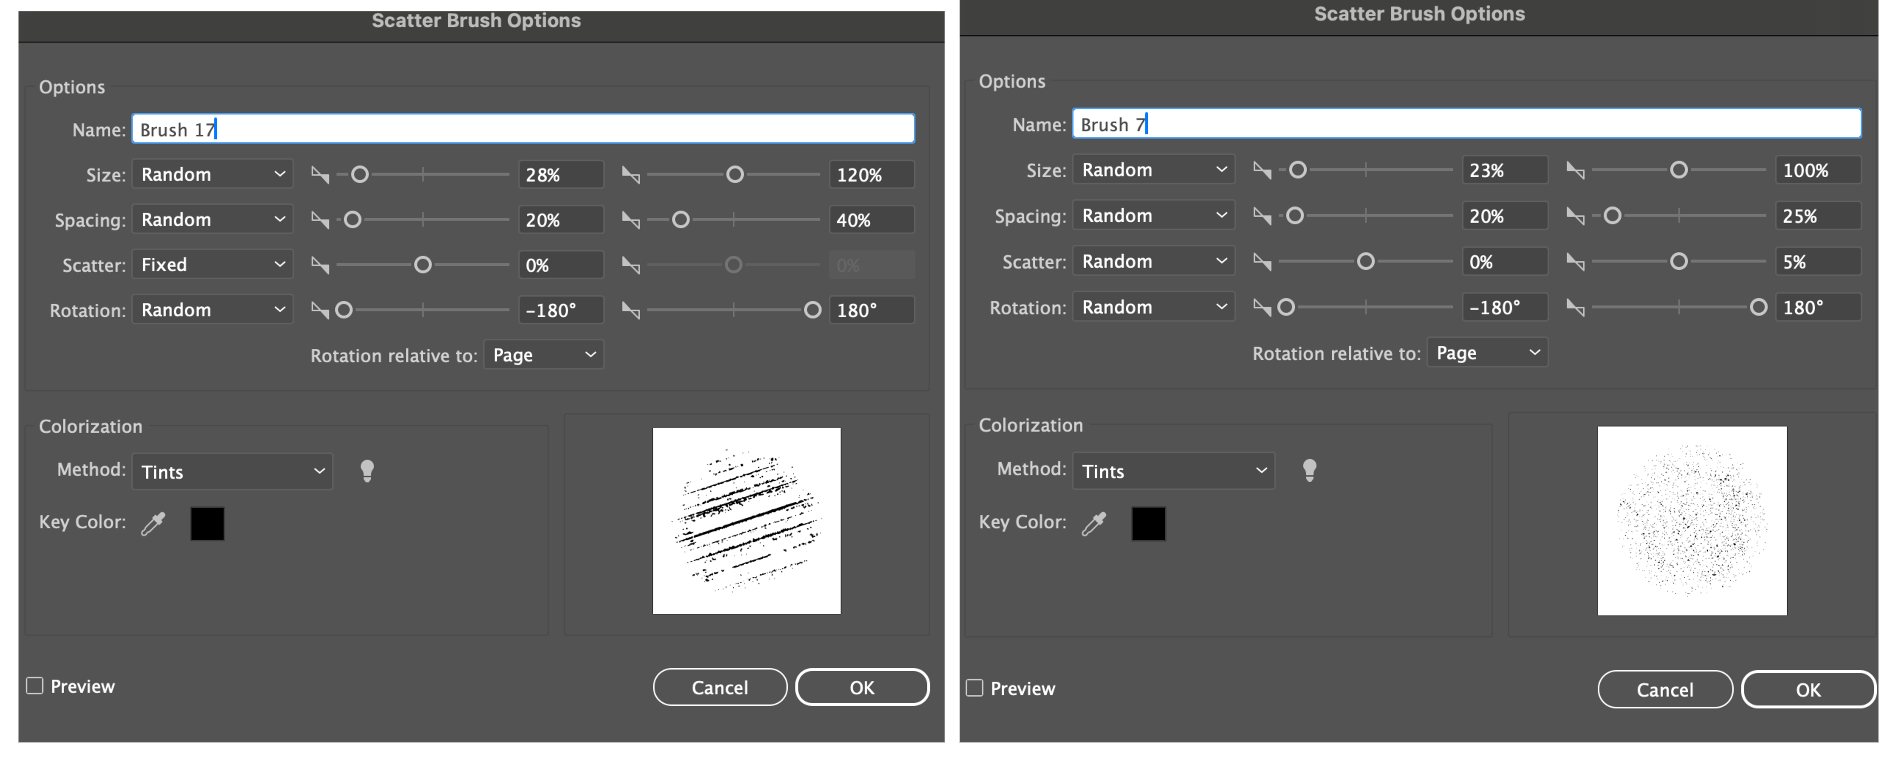 Scatter Brush Options
Options
Name: Brush 17
Size: Random 28% 120%
Spacing: Random 20% 40%
Scatter: Fixed 0% 0%
Rotation: Random -180° 180°
Rotation relative to: Page
Colorization
Method: Tints
Key Color:
Preview Cancel OK
Scatter Brush Options
Options
Name: Brush 7
Size: Random 23% 100%
Spacing: Random 20% 25%
Scatter: Random 0% 5%
Rotation: Random -180° 180°
Rotation relative to: Page
Colorization
Method: Tints
Key Color:
Preview Cancel OK